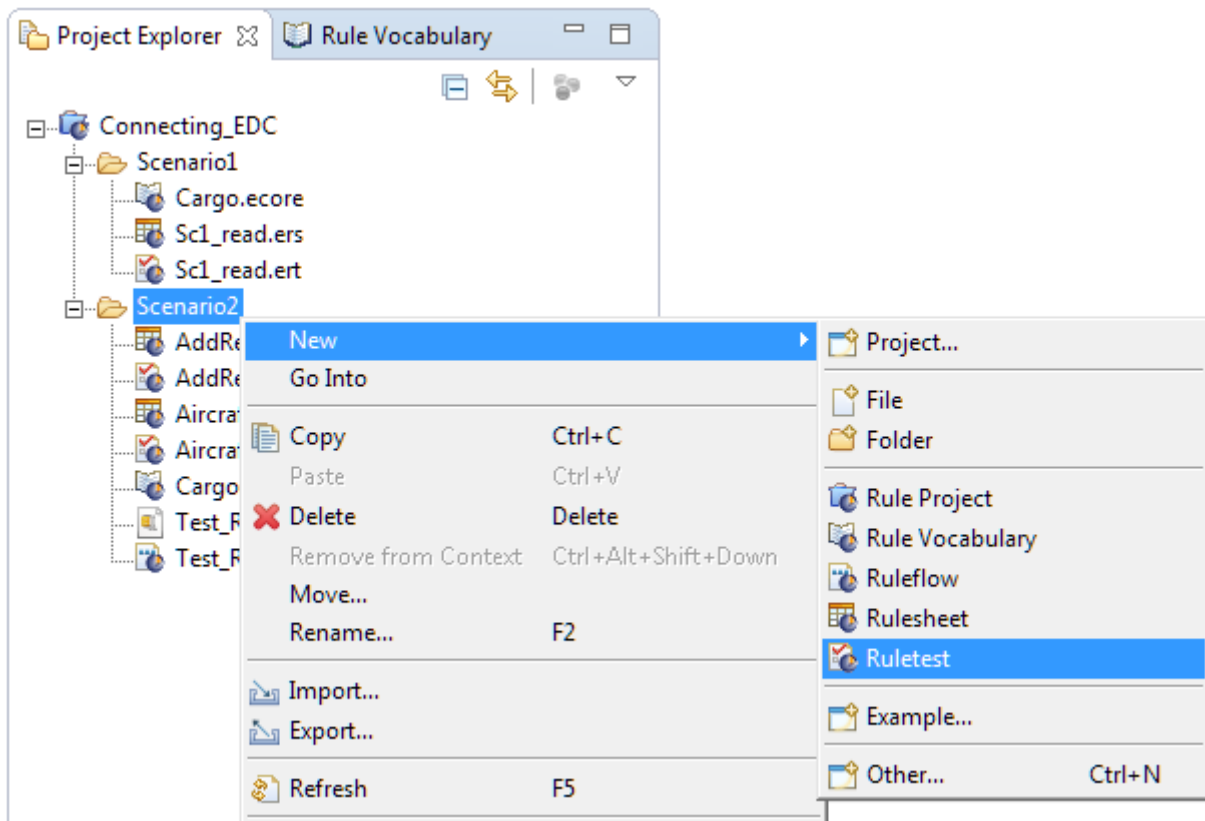 Project Explorer Rule Vocabulary
Connecting_EDC
Scenario1
Cargo.ecore
Sc1_read.ers
Sc1_read.ert
Scenario2
AddRe
AddRe
Aircra
Aircra
Cargo
Test_R
Test_R
New
Go Into
Copy Ctrl+C
Paste Ctrl+V
Delete Delete
Remove from Context Ctrl+Alt+Shift+Down
Move...
Rename... F2
Import...
Export...
Refresh F5
Project...
File
Folder
Rule Project
Rule Vocabulary
Ruleflow
Rulesheet
Ruletest
Example...
Other... Ctrl+N